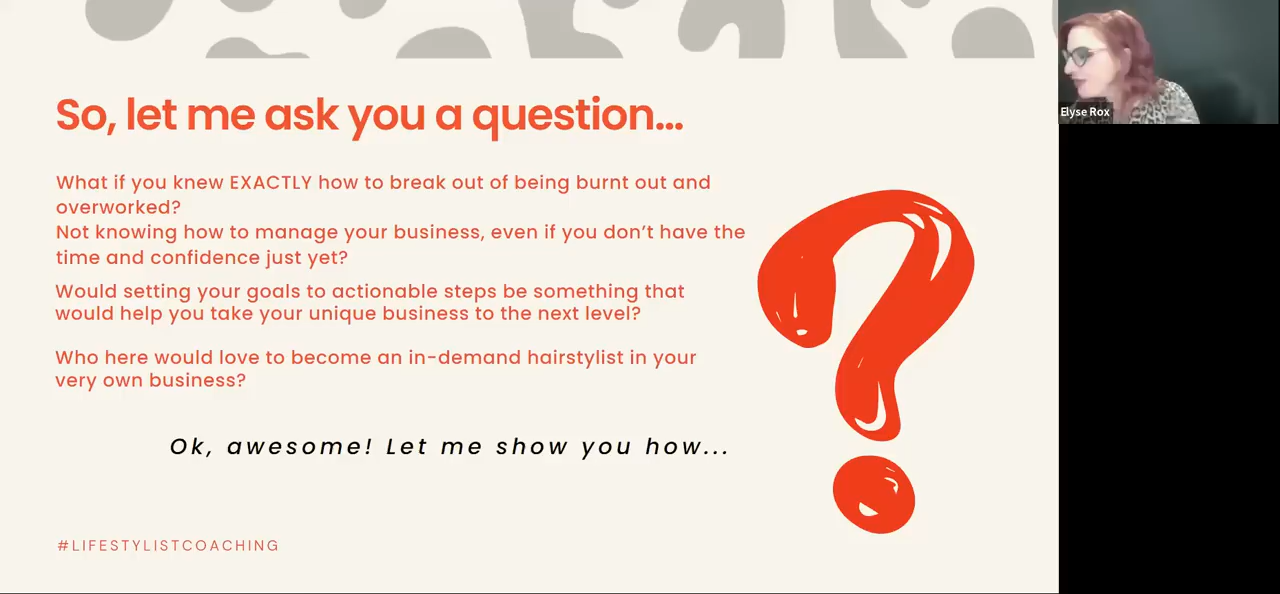 So, let me ask you a question...
What if you knew EXACTLY how to break out of being burnt out and
overworked?
Not knowing how to manage your business, even if you don’t have the
time and confidence just yet?
Would setting your goals to actionable steps be something that
would help you take your unique business to the next level?
Who here would love to become an in-demand hairstylist in your
very own business?
Ok, awesome! Let me show you how...
#LIFESTYLISTCOACHING
Elyse Rox